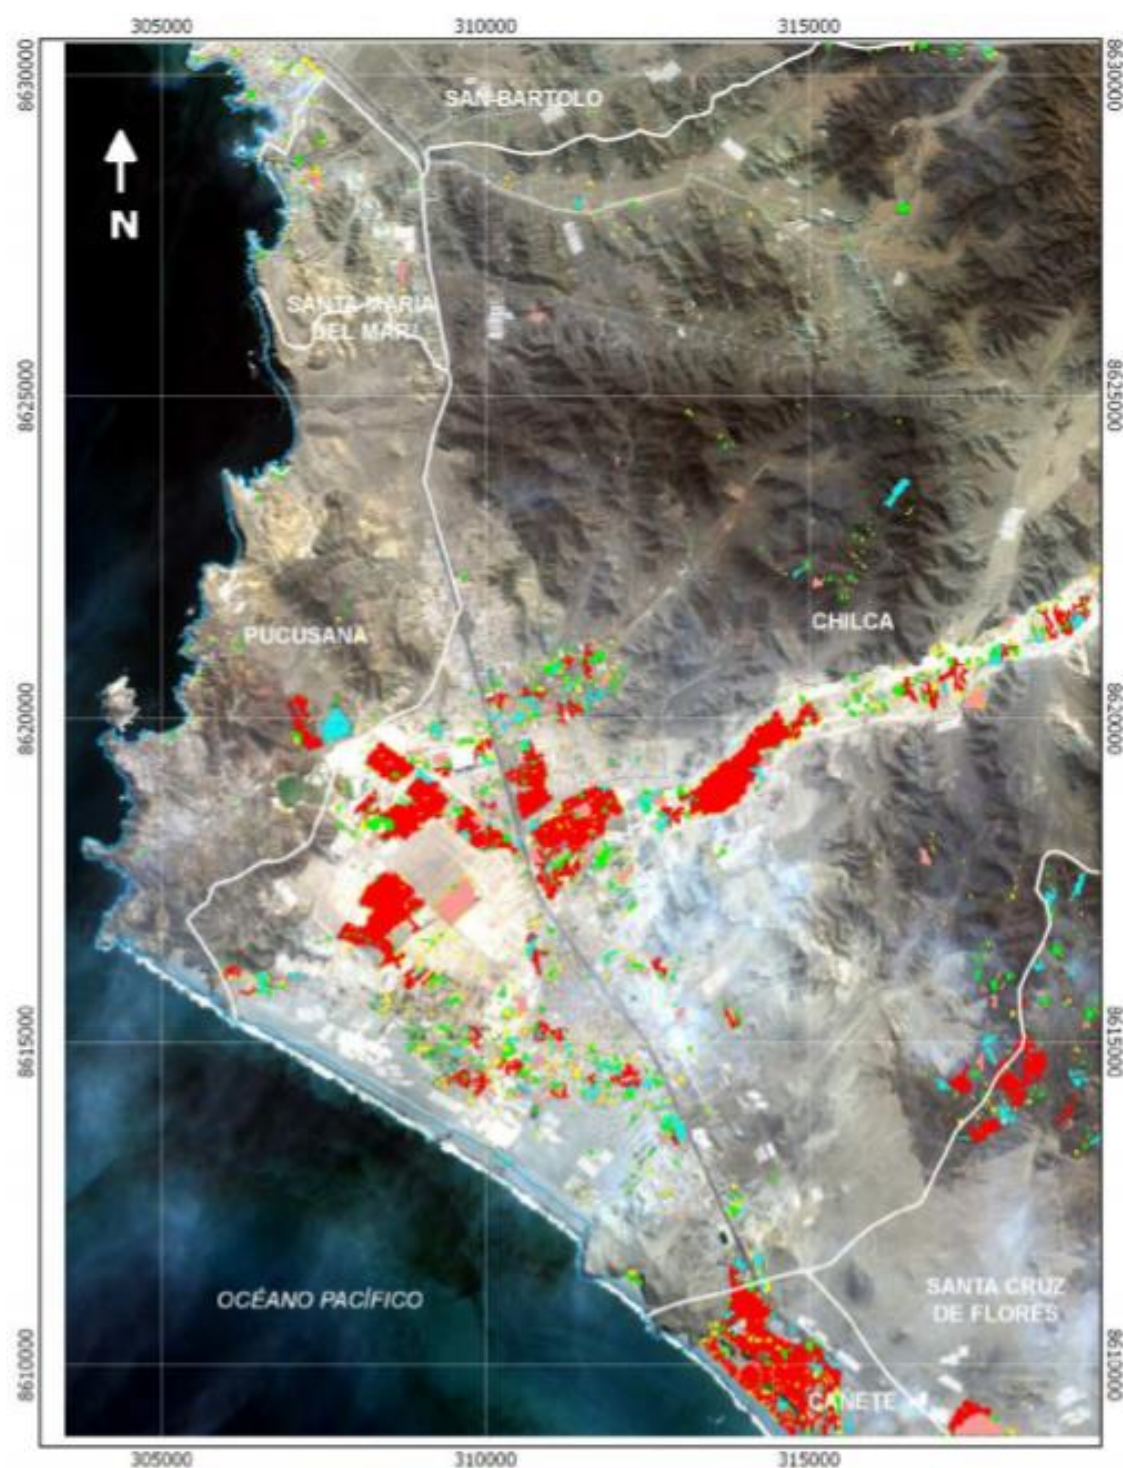 305000
310000
315000
8630000
8630000
SAN BARTOLO
N
SANTA MARIA
DEL MAR
8625000
8625000
CHILCA
PUCUSANA
8620000
8620000
8615000
8615000
OCÉANO PACÍFICO
SANTA CRUZ
DE FLORES
8610000
8610000
CAÑETE
305000
310000
315000